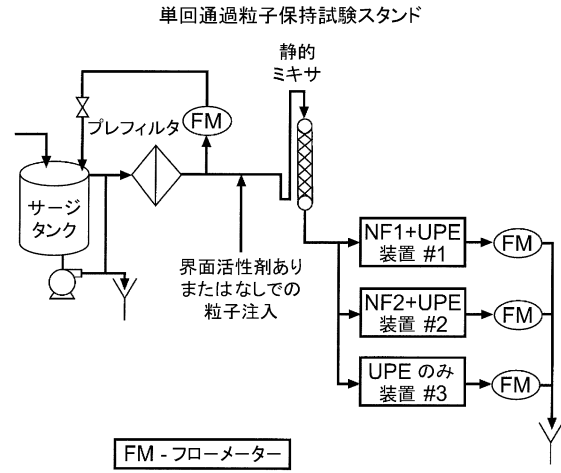 単回通過粒子保持試験スタンド
静的
ミキサ
プレフィルタ
FM
サージ
タンク
界面活性剤あり
またはなしでの
粒子注入
NF1+UPE
装置 #1
FM
NF2+UPE
装置 #2
FM
UPE のみ
装置 #3
FM
FM - フローメーター